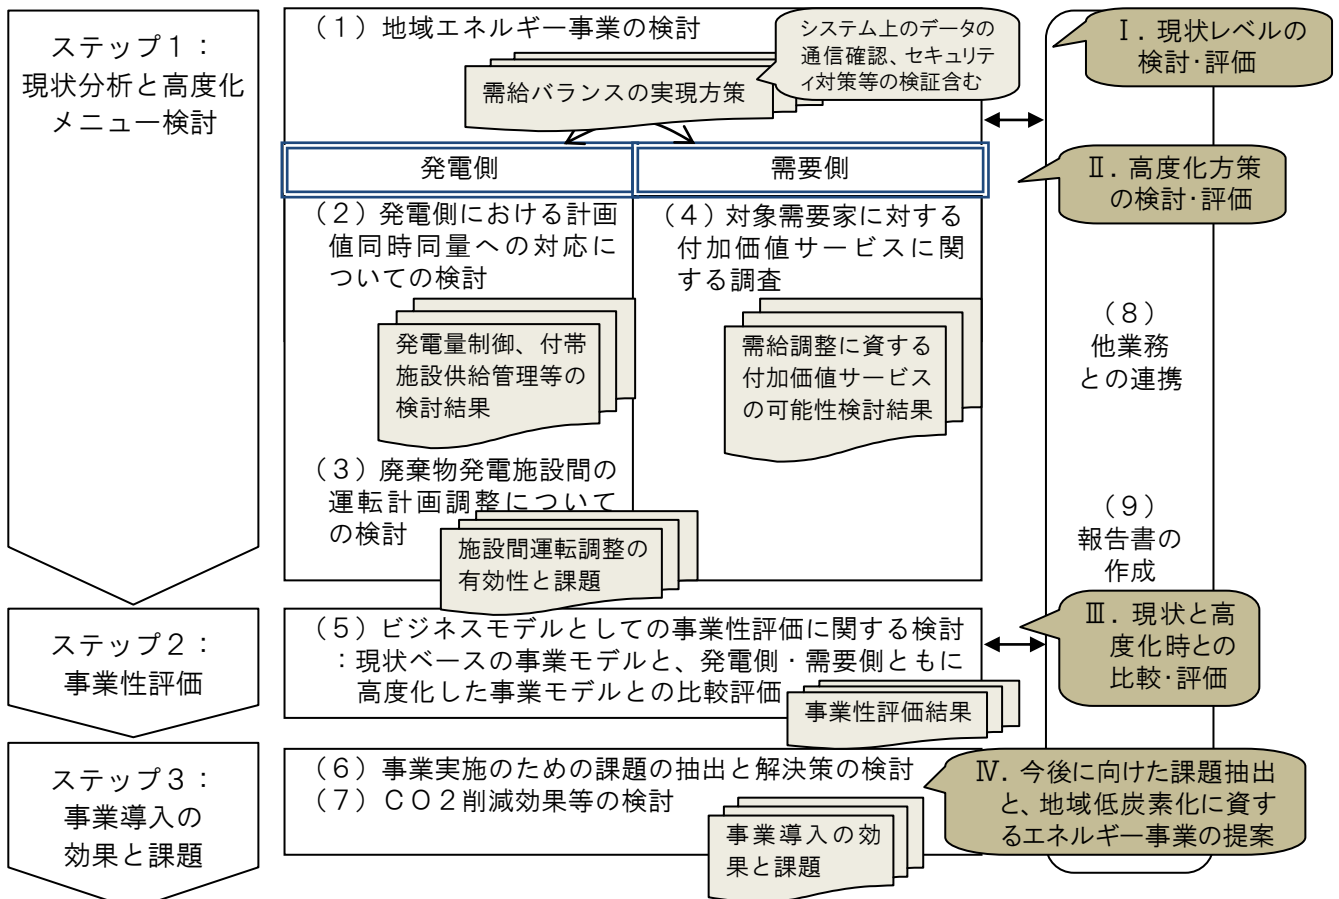 ステップ１：
現状分析と高度化
メニュー検討
（１）地域エネルギー事業の検討
システム上のデータの
通信確認、セキュリテ
ィ対策等の検証含む
需給バランスの実現方策
発電側
需要側
（２）発電側における計画
値同時同量への対応に
ついての検討
発電量制御、付帯
施設供給管理等の
検討結果
（３）廃棄物発電施設間の
運転計画調整について
の検討
施設間運転調整の
有効性と課題
（４）対象需要家に対する
付加価値サービスに関
する調査
需給調整に資する
付加価値サービス
の可能性検討結果
Ⅰ．現状レベルの
検討・評価
Ⅱ．高度化方策
の検討・評価
（８）
他業務
との連携
（９）
報告書の
作成
ステップ２：
事業性評価
（５）ビジネスモデルとしての事業性評価に関する検討
：現状ベースの事業モデルと、発電側・需要側ともに
高度化した事業モデルとの比較評価
事業性評価結果
Ⅲ．現状と高
度化時との
比較・評価
ステップ３：
事業導入の
効果と課題
（６）事業実施のための課題の抽出と解決策の検討
（７）ＣＯ２削減効果等の検討
事業導入の効
果と課題
Ⅳ．今後に向けた課題抽出
と、地域低炭素化に資す
るエネルギー事業の提案